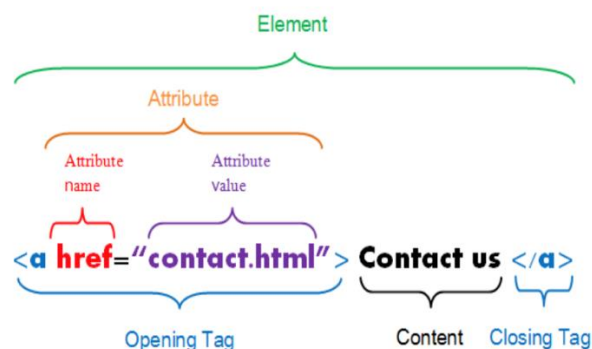 Element
Attribute
Attribute name
Attribute value
<a href=“contact.html”> Contact us </a>
Opening Tag
Content
Closing Tag